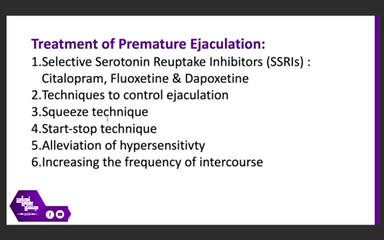 Treatment of Premature Ejaculation:
1.Selective Serotonin Reuptake Inhibitors (SSRIs) :
Citalopram, Fluoxetine & Dapoxetine
2.Techniques to control ejaculation
3.Squeeze technique
4.Start-stop technique
5.Alleviation of hypersensitivty
6.Increasing the frequency of intercourse